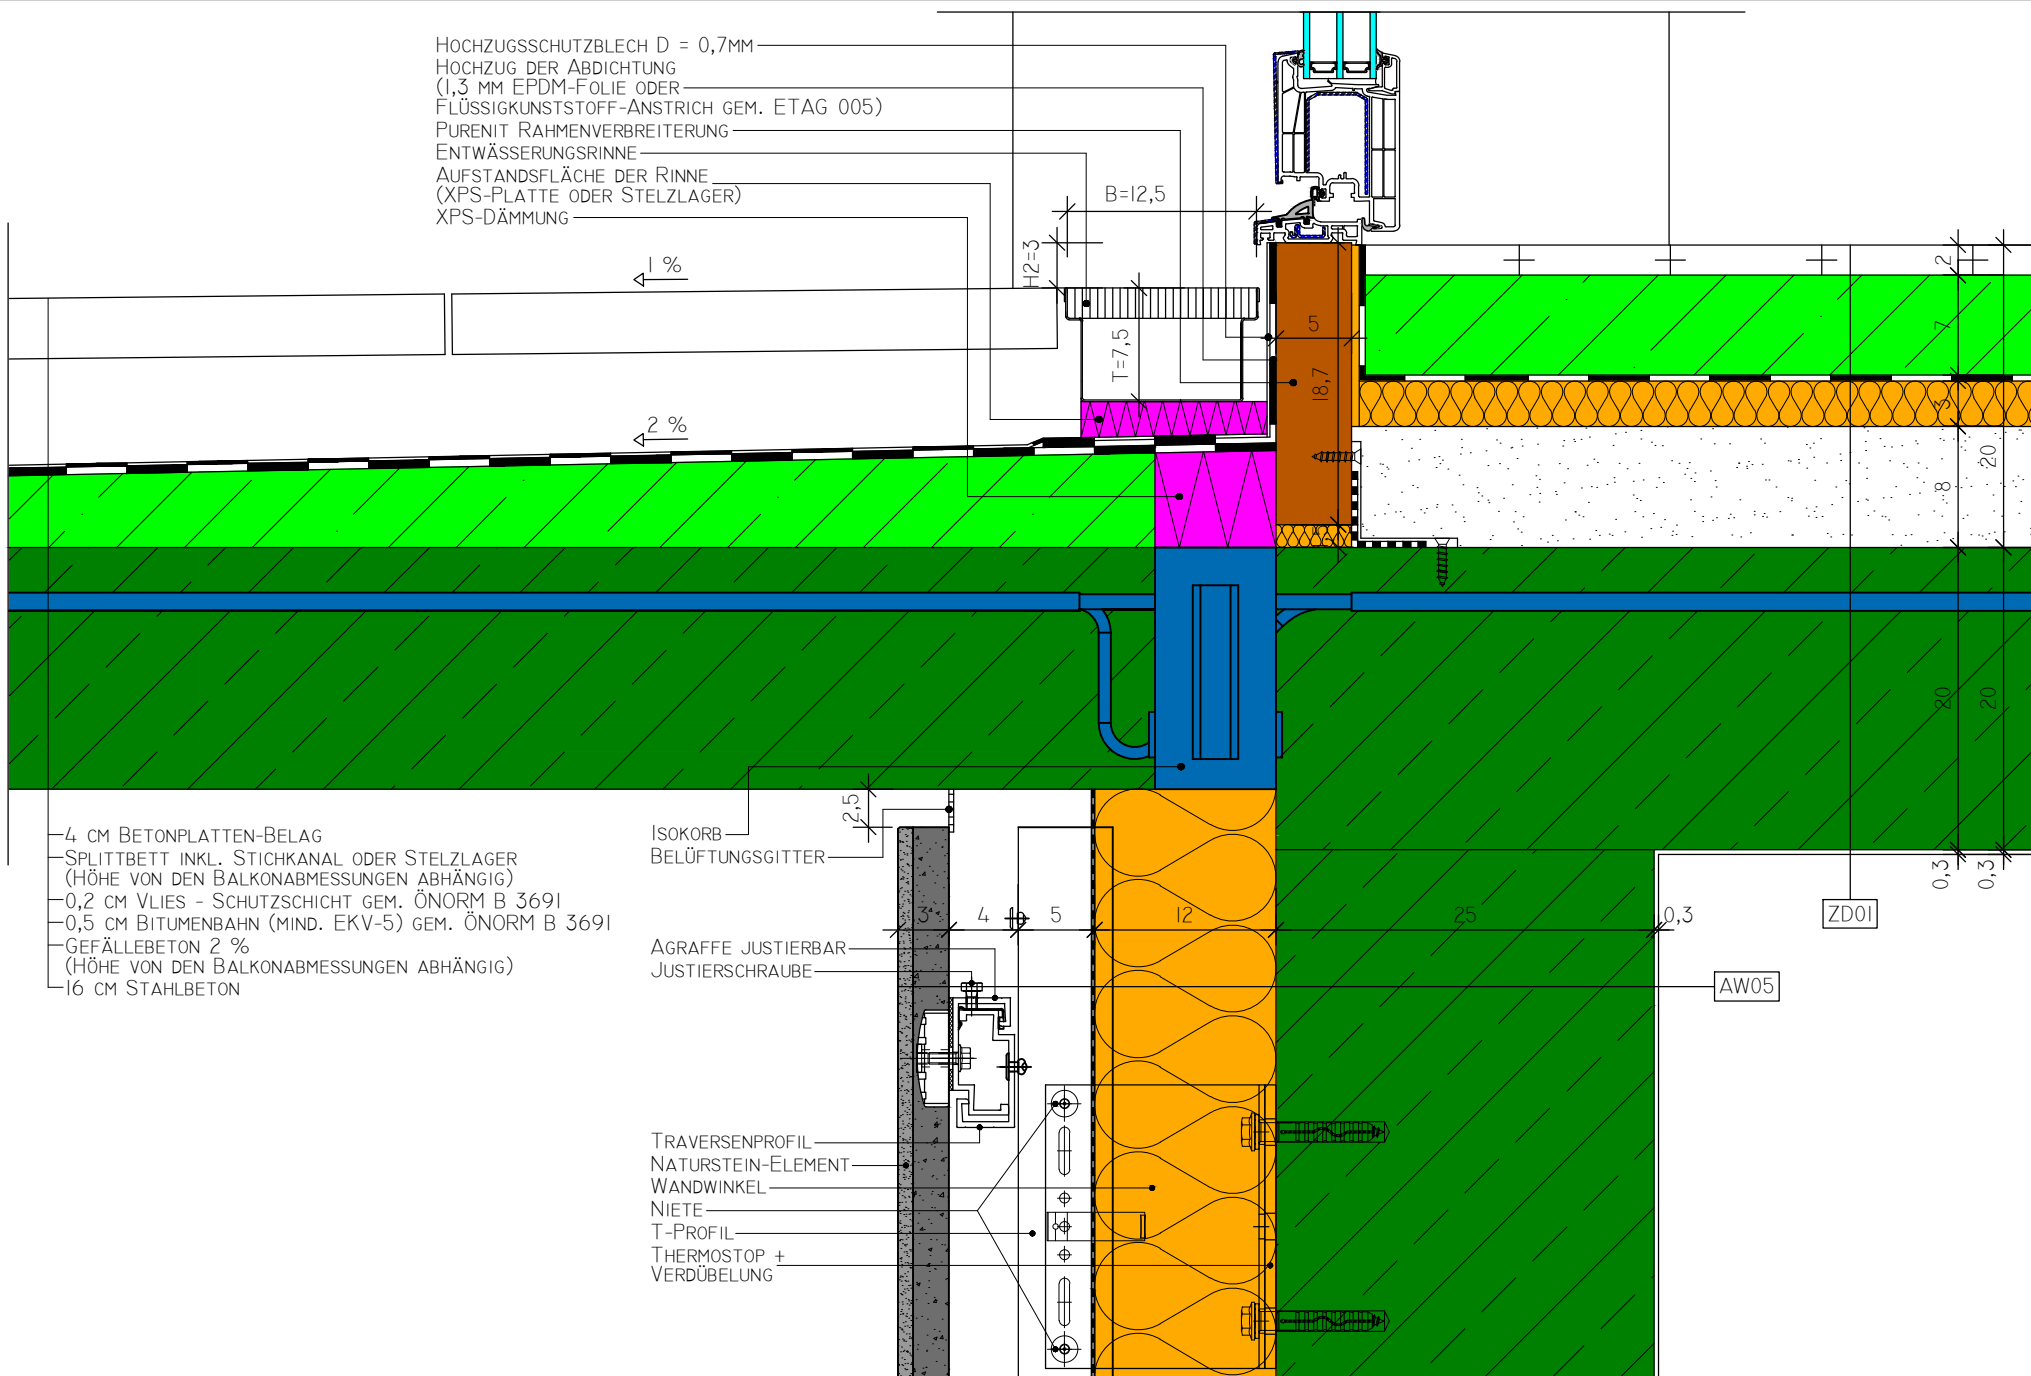 HOCHZUGSSCHUTZBLECH D = 0,7MM
HOCHZUG DER ABDICHTUNG
(1,3 MM EPDM-FOLIE ODER
FLÜSSIGKUNSTSTOFF-ANSTRICH GEM. ETAG 005)
PURENIT RAHMENVERBREITERUNG
ENTWÄSSERUNGSRINNE
AUFSTANDSFLÄCHE DER RINNE
(XPS-PLATTE ODER STELZLAGER)
XPS-DÄMMUNG
B=12,5
H2=3
T=7,5
1 %
2 %
5
18,7
2
7
3
8
20
20
20
0,3
0,3
2,5
4 CM BETONPLATTEN-BELAG
SPLITTBETT INKL. STICHKANAL ODER STELZLAGER
(HÖHE VON DEN BALKONABMESSUNGEN ABHÄNGIG)
0,2 CM VLIES - SCHUTZSCHICHT GEM. ÖNORM B 3691
0,5 CM BITUMENBAHN (MIND. EKV-5) GEM. ÖNORM B 3691
GEFÄLLEBETON 2 %
(HÖHE VON DEN BALKONABMESSUNGEN ABHÄNGIG)
16 CM STAHLBETON
ISOKORB
BELÜFTUNGSGITTER
3
4
5
12
25
0,3
ZD01
AW05
AGRAFFE JUSTIERBAR
JUSTIERSCHRAUBE
TRAVERSENPROFIL
NATURSTEIN-ELEMENT
WANDWINKEL
NIETE
T-PROFIL
THERMOSTOP +
VERDÜBELUNG